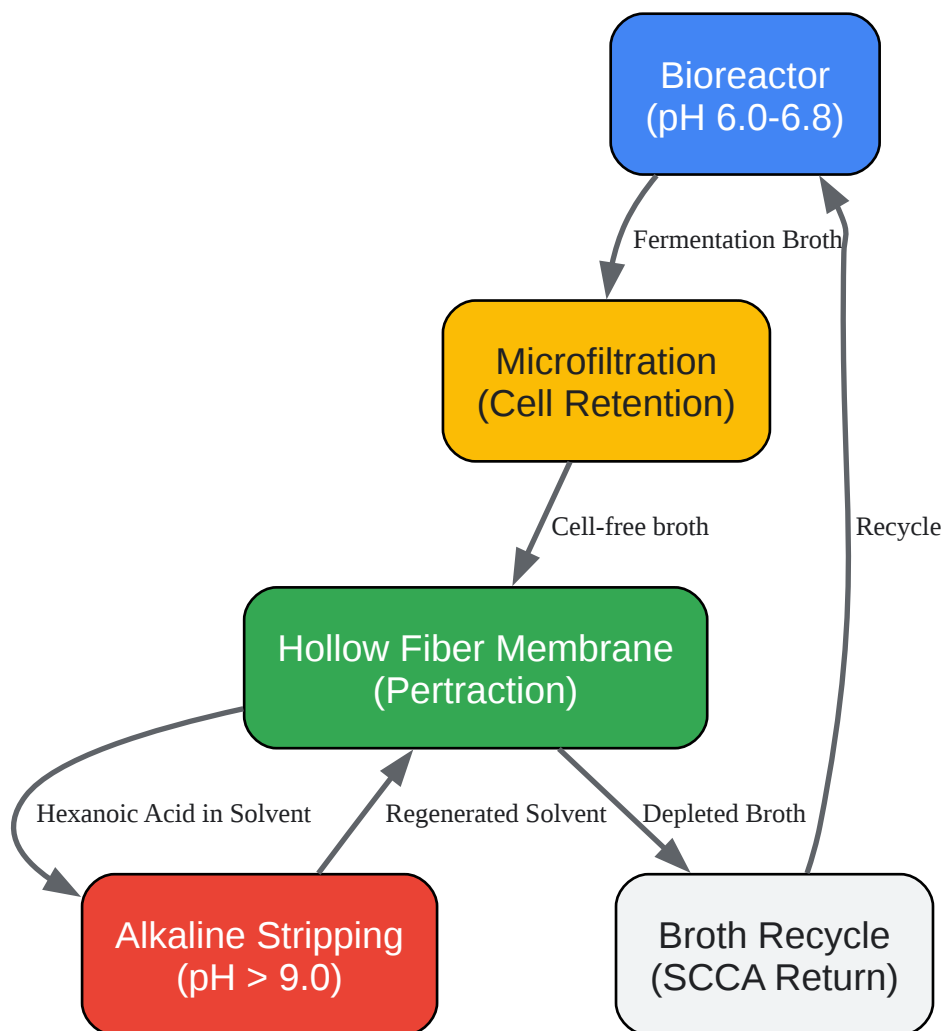 Bioreactor
(pH 6.0-6.8)
Fermentation Broth
Microfiltration
(Cell Retention)
Cell-free broth
Recycle
Hollow Fiber Membrane
(Pertraction)
Hexanoic Acid in Solvent
Regenerated Solvent
Depleted Broth
Alkaline Stripping
(pH > 9.0)
Broth Recycle
(SCCA Return)